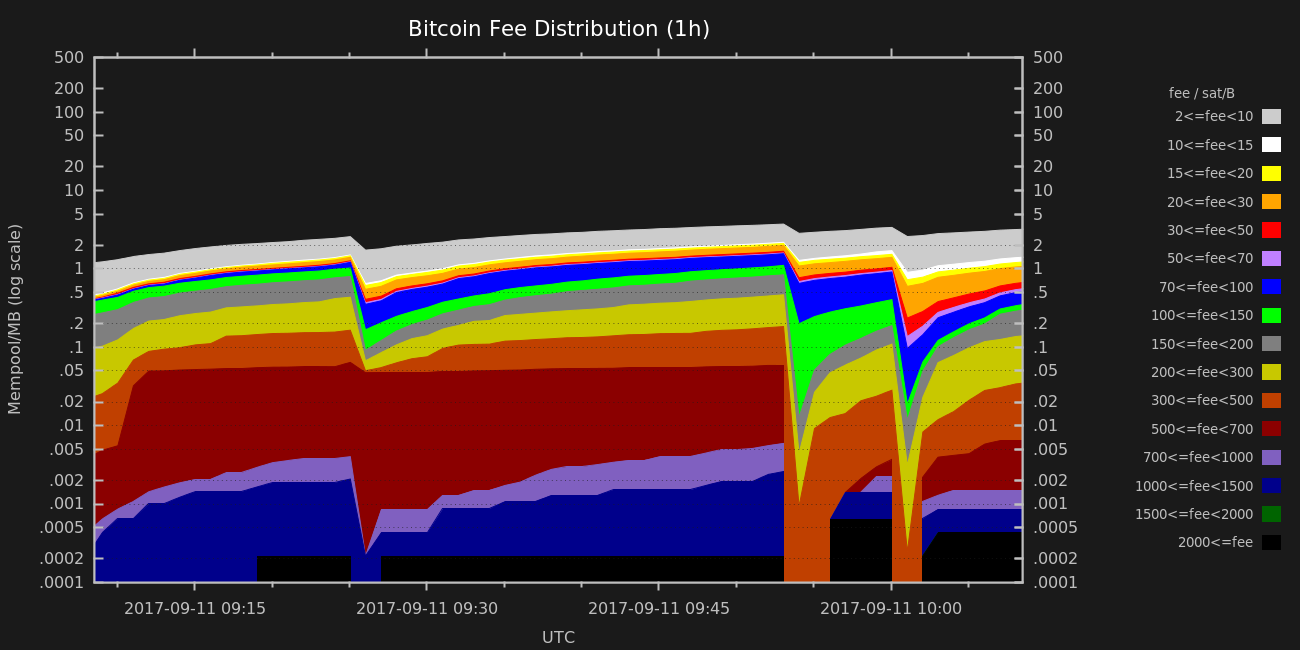 Bitcoin Fee Distribution (1h)
500 500
200 200
100 100
50 50
20 20
10 10
5 5
2 2
1 1
.5 .5
.2 .2
.1 .1
.05 .05
.02 .02
.01 .01
.005 .005
.002 .002
.001 .001
.0005 .0005
.0002 .0002
.0001 .0001
Mempool/MB (log scale)
2017-09-11 09:15 2017-09-11 09:30 2017-09-11 09:45 2017-09-11 10:00
UTC
fee / sat/B
2<=fee<10
10<=fee<15
15<=fee<20
20<=fee<30
30<=fee<50
50<=fee<70
70<=fee<100
100<=fee<150
150<=fee<200
200<=fee<300
300<=fee<500
500<=fee<700
700<=fee<1000
1000<=fee<1500
1500<=fee<2000
2000<=fee